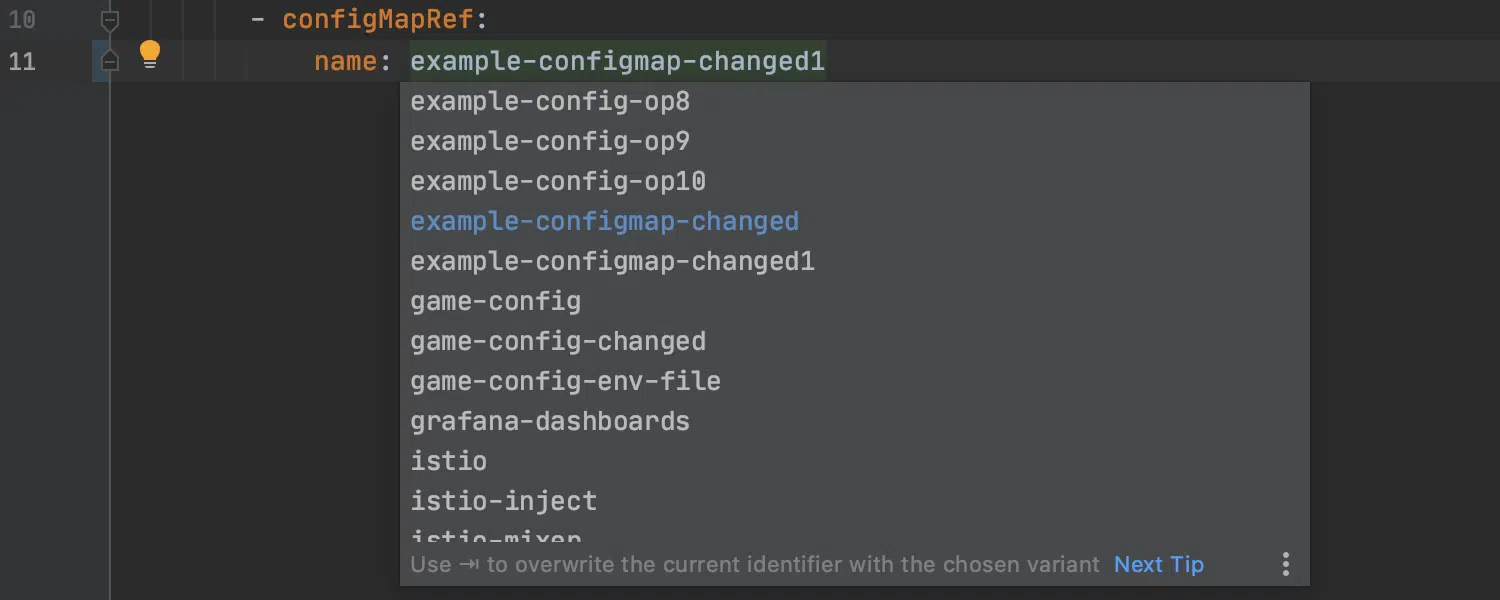 10 - configMapRef:
11 name: example-configmap-changed1
example-config-op8
example-config-op9
example-config-op10
example-configmap-changed
example-configmap-changed1
game-config
game-config-changed
game-config-env-file
grafana-dashboards
istio
istio-inject
istio-mixer
Use ⇥ to overwrite the current identifier with the chosen variant Next Tip